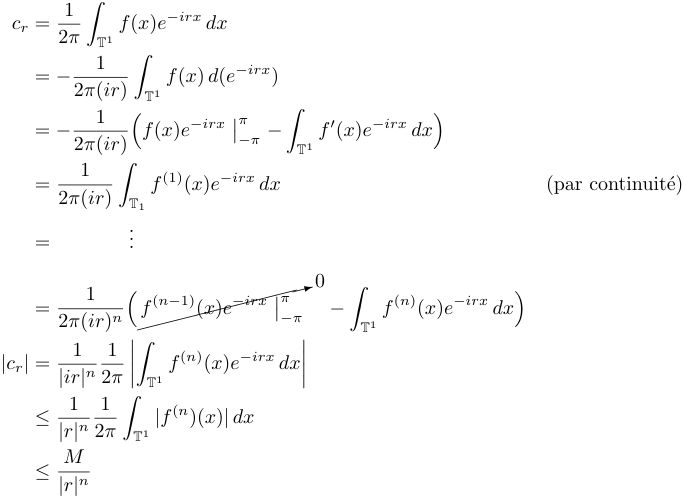 c_r = \frac{1}{2\pi} \int_{\mathbb{T}^1} f(x)e^{-irx} \, dx
= -\frac{1}{2\pi(ir)} \int_{\mathbb{T}^1} f(x) \, d(e^{-irx})
= -\frac{1}{2\pi(ir)} \Big( f(x)e^{-irx} \big|_{-\pi}^{\pi} - \int_{\mathbb{T}^1} f'(x)e^{-irx} \, dx \Big)
= \frac{1}{2\pi(ir)} \int_{\mathbb{T}_1} f^{(1)}(x)e^{-irx} \, dx (par continuité)
= \vdots
= \frac{1}{2\pi(ir)^n} \Big( \cancelto{0}{f^{(n-1)}(x)e^{-irx} \big|_{-\pi}^{\pi}} - \int_{\mathbb{T}^1} f^{(n)}(x)e^{-irx} \, dx \Big)
|c_r| = \frac{1}{|ir|^n} \frac{1}{2\pi} \left| \int_{\mathbb{T}^1} f^{(n)}(x)e^{-irx} \, dx \right|
\leq \frac{1}{|r|^n} \frac{1}{2\pi} \int_{\mathbb{T}^1} |f^{(n})(x)| \, dx
\leq \frac{M}{|r|^n}